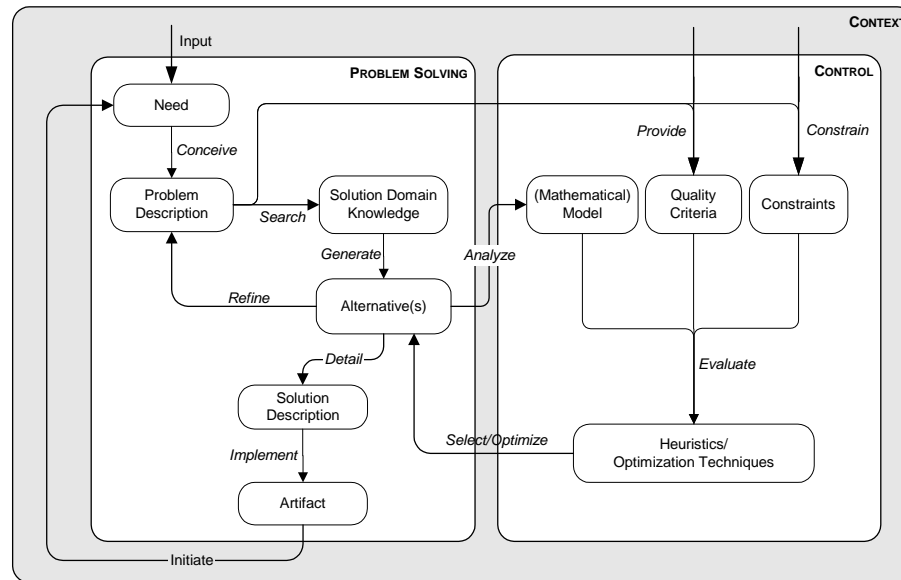 CONTEXT
Input
PROBLEM SOLVING
CONTROL
Need
Provide
Constrain
Conceive
Problem
Description
Search
Solution Domain
Knowledge
(Mathematical)
Model
Quality
Criteria
Constraints
Generate
Analyze
Refine
Alternative(s)
Detail
Evaluate
Solution
Description
Select/Optimize
Heuristics/
Optimization Techniques
Implement
Artifact
Initiate